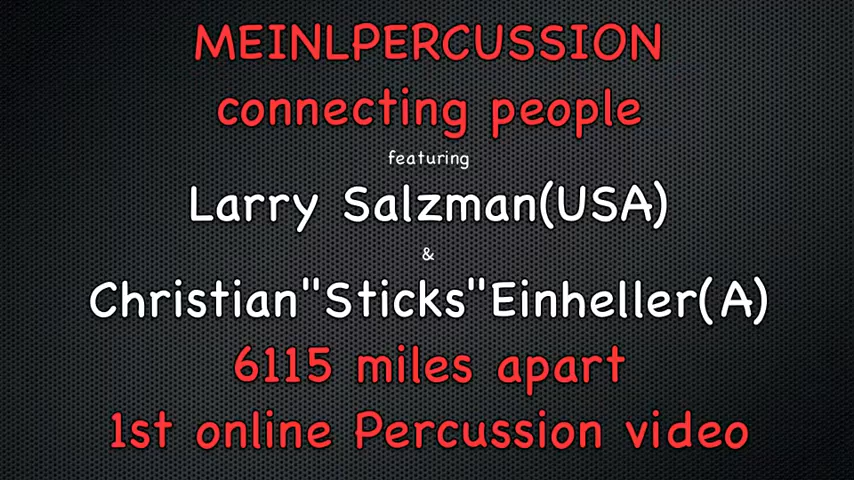 MEINLPERCUSSION
connecting people
featuring
Larry Salzman(USA)
&
Christian"Sticks"Einheller(A)
6115 miles apart
1st online Percussion video